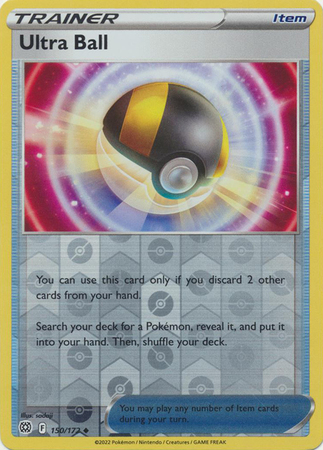 TRAINER Item
Ultra Ball
You can use this card only if you discard 2 other
cards from your hand.
Search your deck for a Pokémon, reveal it, and put it
into your hand. Then, shuffle your deck.
Illus. sadaji
F 150/172
You may play any number of Item cards
during your turn.
©2022 Pokémon / Nintendo / Creatures / GAME FREAK